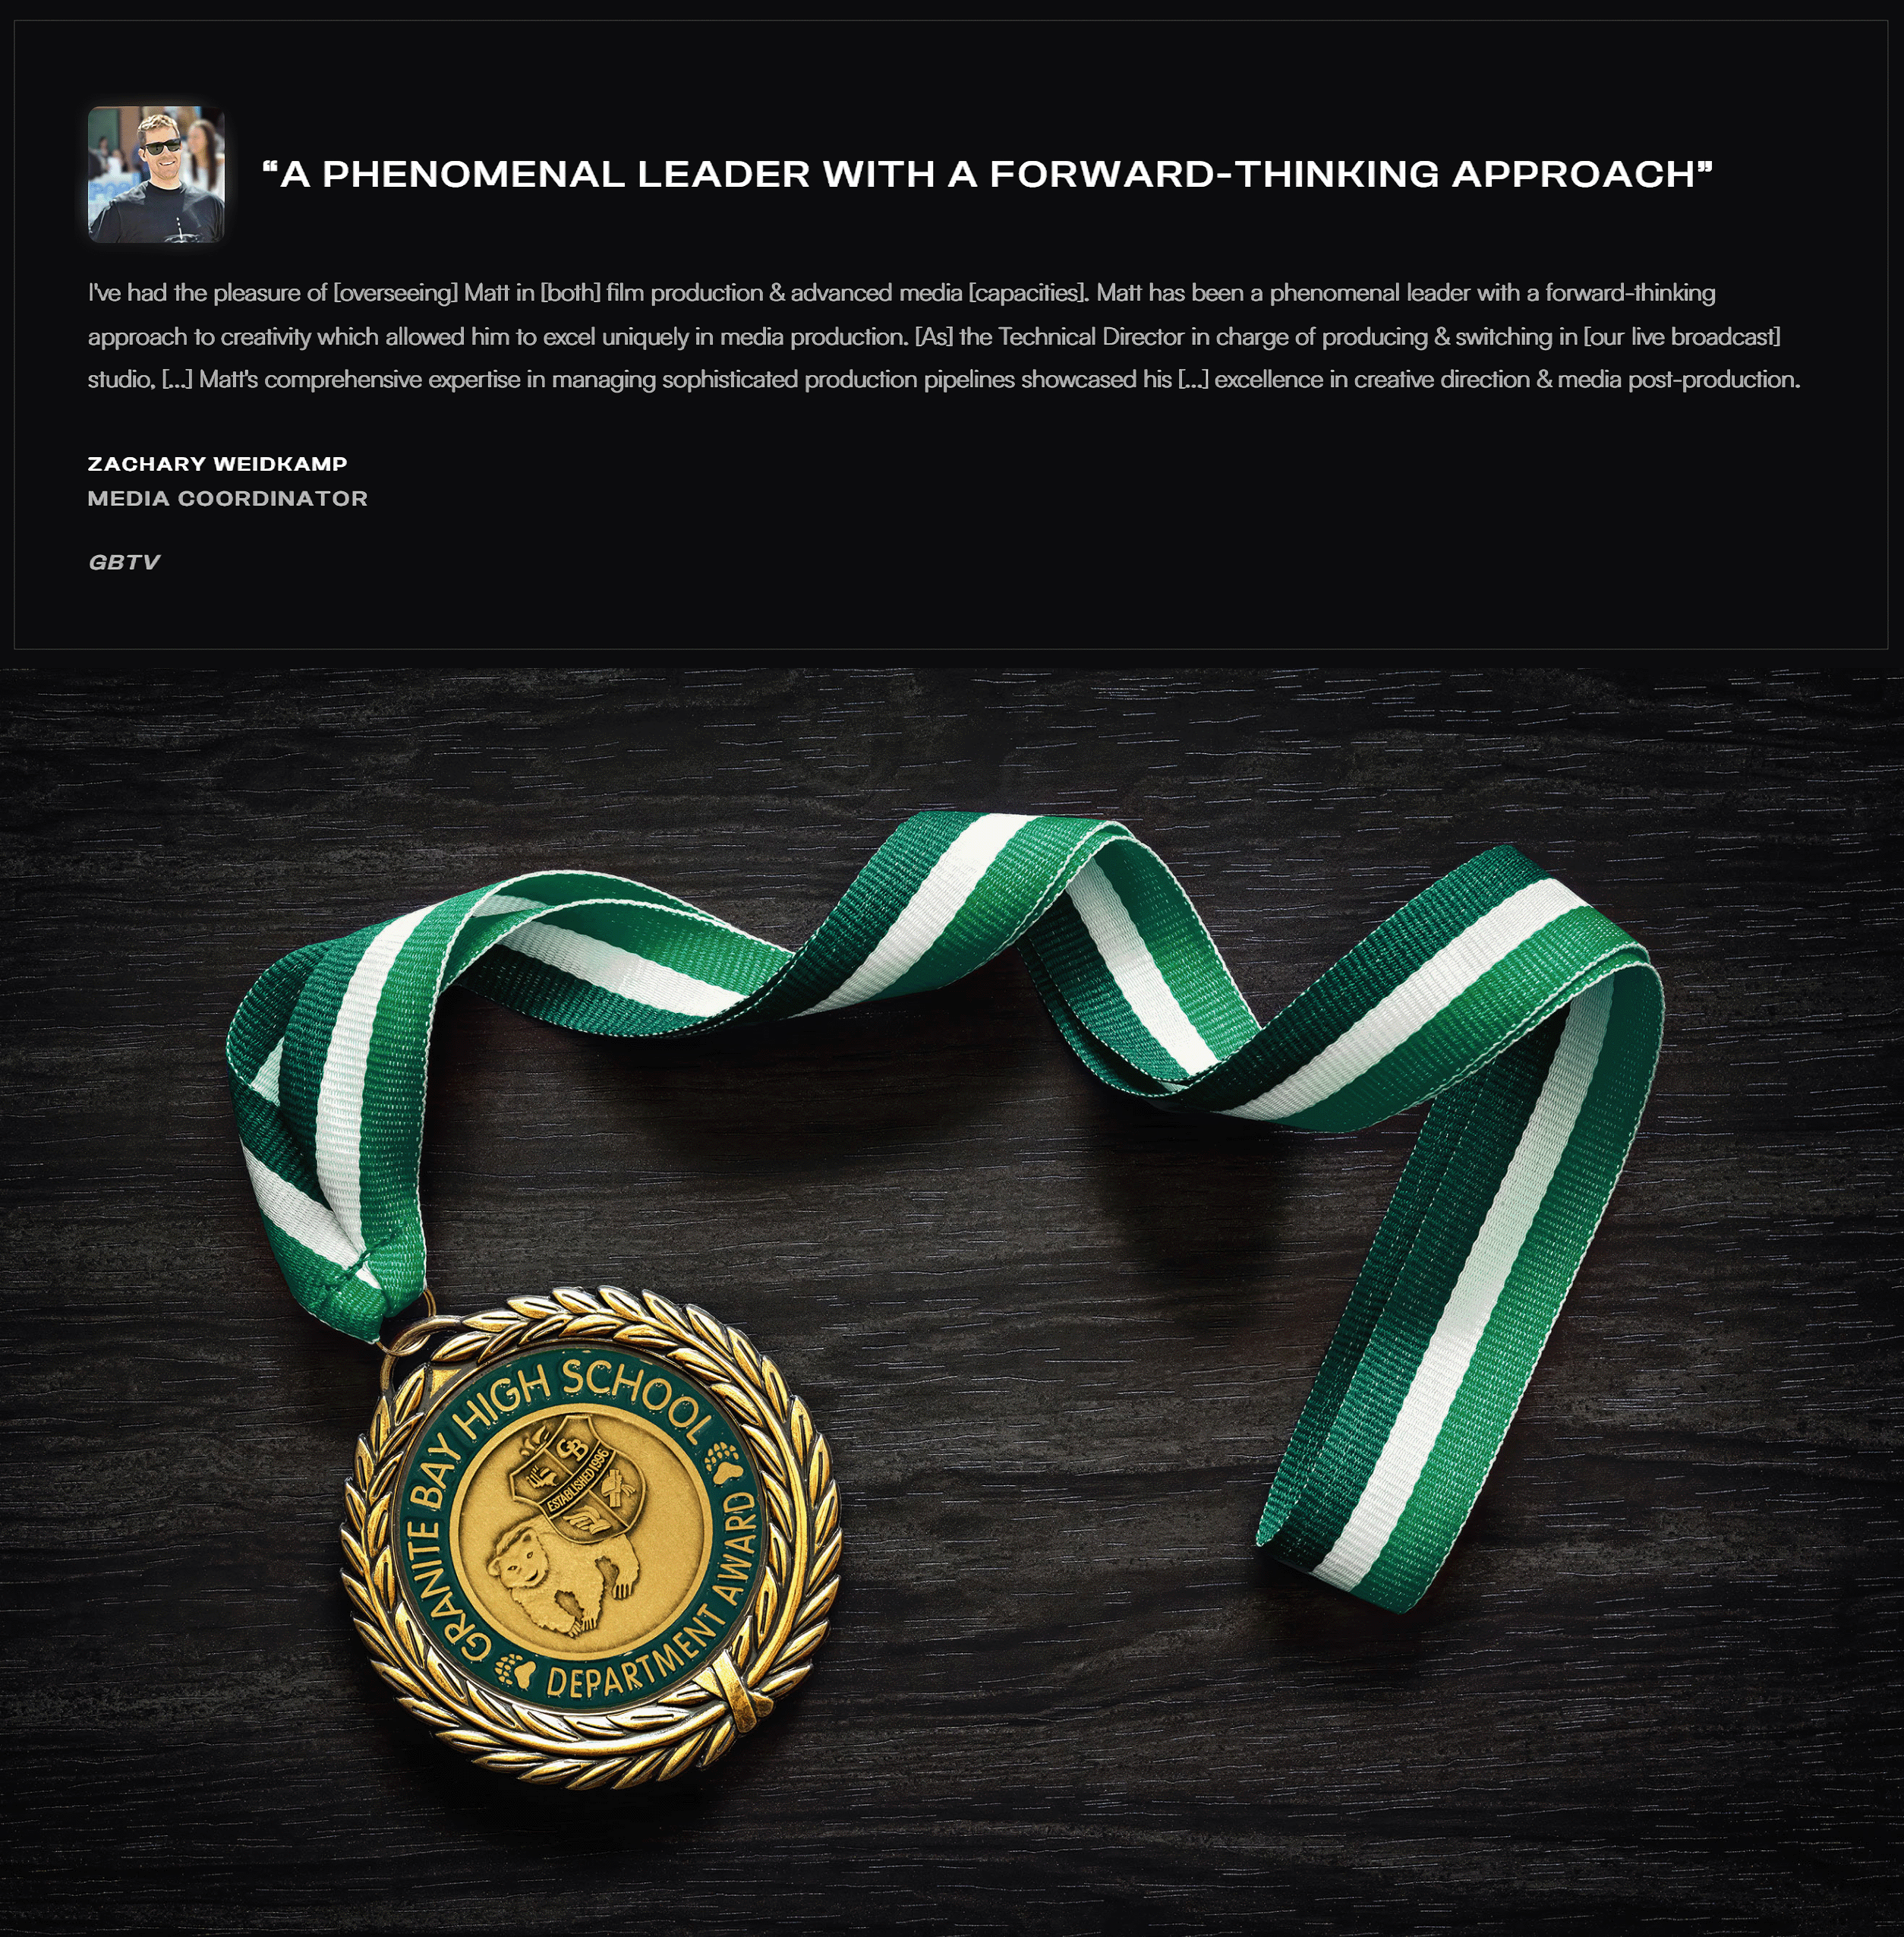 “A PHENOMENAL LEADER WITH A FORWARD-THINKING APPROACH”
I've had the pleasure of [overseeing] Matt in [both] film production & advanced media [capacities]. Matt has been a phenomenal leader with a forward-thinking
approach to creativity which allowed him to excel uniquely in media production. [As] the Technical Director in charge of producing & switching in [our live broadcast]
studio, [...] Matt's comprehensive expertise in managing sophisticated production pipelines showcased his [...] excellence in creative direction & media post-production.
ZACHARY WEIDKAMP
MEDIA COORDINATOR
GBTV
GRANITE BAY HIGH SCHOOL
GB
ESTABLISHED 1996
DEPARTMENT AWARD